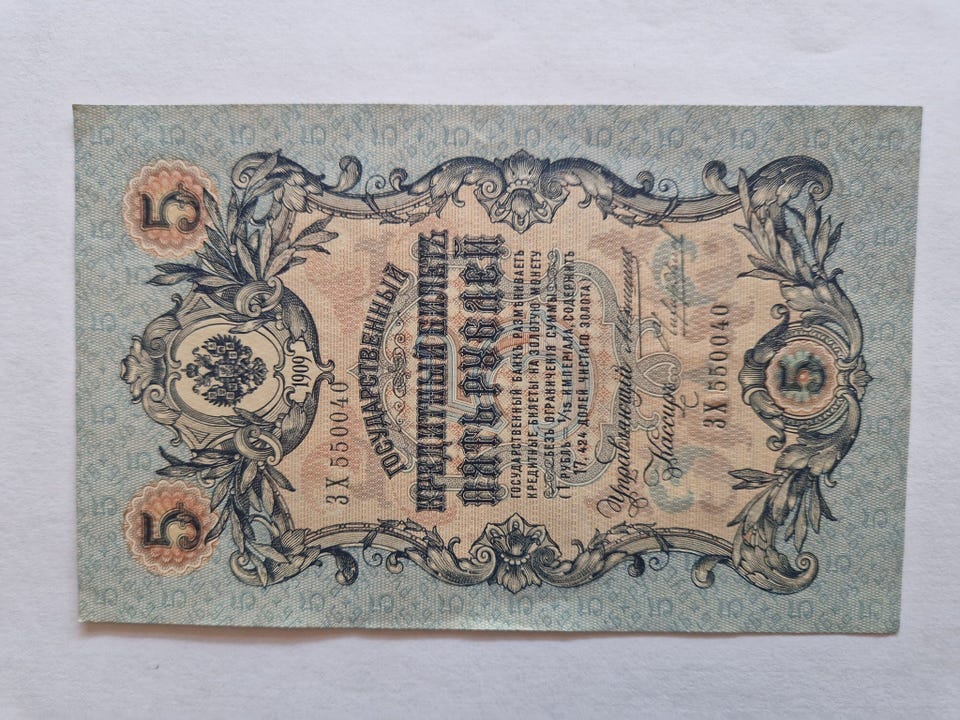 5 5
1909
ЗХ 550040
ГОСУДАРСТВЕННЫЙ
КРЕДИТНЫЙ БИЛЕТЪ
ПЯТЬ РУБЛЕЙ
ГОСУДАРСТВЕННЫЙ БАНКЪ РАЗМѢНИВАЕТЪ
КРЕДИТНЫЕ БИЛЕТЫ НА ЗОЛОТУЮ МОНЕТУ
БЕЗЪ ОГРАНИЧЕНІЯ СУММЫ
(1 РУБЛЬ = 1/15 ИМПЕРІАЛА, СОДЕРЖИТЪ
17,424 ДОЛЕЙ ЧИСТАГО ЗОЛОТА)
Управляющій
Кассиръ
ЗХ 550040
5